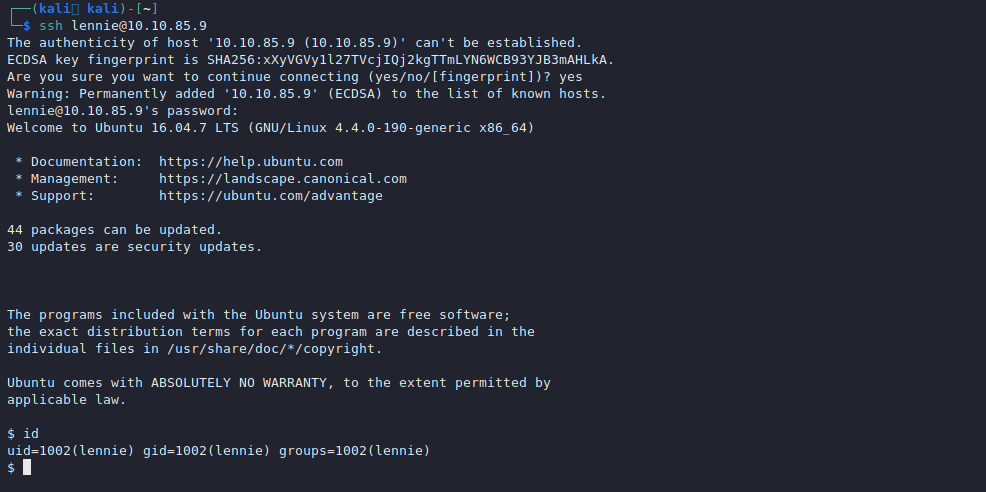 ┌──(kali㉿ kali)-[~]
└─$ ssh lennie@10.10.85.9
The authenticity of host '10.10.85.9 (10.10.85.9)' can't be established.
ECDSA key fingerprint is SHA256:xXyVGVy1l27TVcjIQj2kgTTmLYN6WCB93YJB3mAHLkA.
Are you sure you want to continue connecting (yes/no/[fingerprint])? yes
Warning: Permanently added '10.10.85.9' (ECDSA) to the list of known hosts.
lennie@10.10.85.9's password:
Welcome to Ubuntu 16.04.7 LTS (GNU/Linux 4.4.0-190-generic x86_64)
* Documentation:  https://help.ubuntu.com
* Management:     https://landscape.canonical.com
* Support:        https://ubuntu.com/advantage
44 packages can be updated.
30 updates are security updates.
The programs included with the Ubuntu system are free software;
the exact distribution terms for each program are described in the
individual files in /usr/share/doc/*/copyright.
Ubuntu comes with ABSOLUTELY NO WARRANTY, to the extent permitted by
applicable law.
$ id
uid=1002(lennie) gid=1002(lennie) groups=1002(lennie)
$